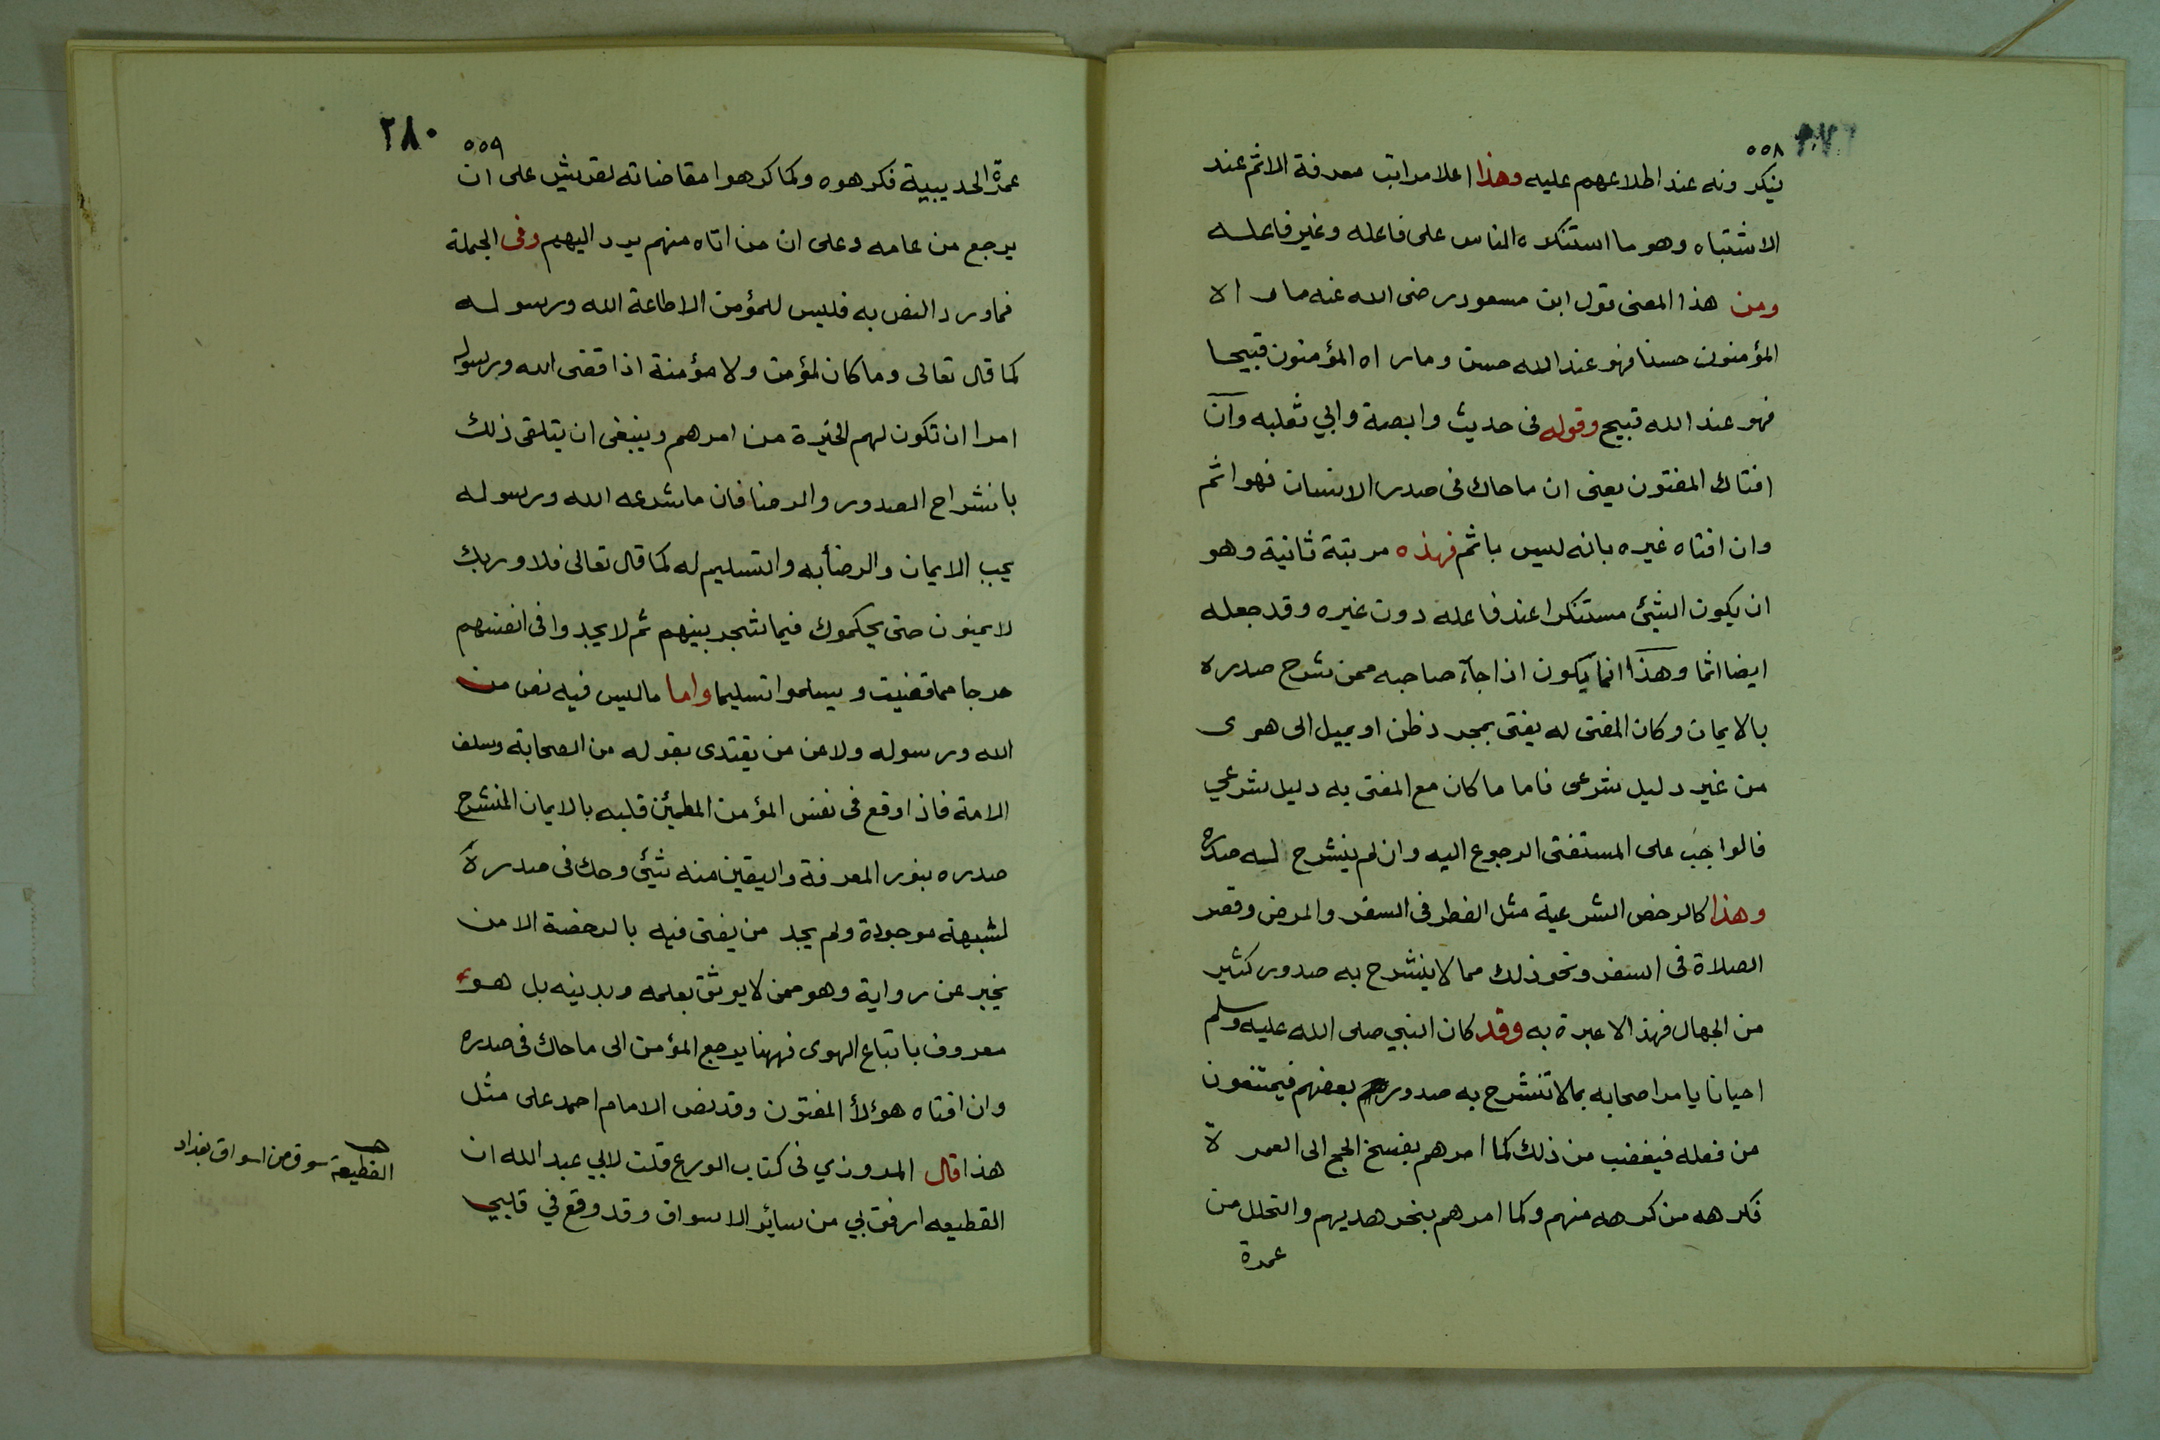 ٥٥٨
ينكرونه عند اطلاعهم عليه وهذا اعلا مراتب معرفة الاثم عند
الاشتباه وهو ما استنكره الناس على فاعله وغير فاعله
ومن هذا المعنى قول ابن مسعود رضى الله عنه ما راه
المؤمنون حسنا فهو عند الله حسن وما راه المؤمنون قبيحا
فهو عند الله قبيح وقوله فى حديث وابصة وابي ثعلبه وان
افتاك المفتون يعنى ان ما حاك فى صدر الانسان فهو اثم
وان افتاه غيره بانه ليس باثم فهذه مرتبة ثانية وهو
ان يكون الشيئ مستنكرا عند فاعله دون غيره وقد جعله
ايضا اثما وهذا انما يكون اذا جآء صاحبه ممن شرح صدره
بالايمان وكان المفتى له يفتى بمجرد ظن او يميل الى هوى
من غير دليل شرعى فاما ما كان مع المفتى به دليل شرعي
فالواجب على المستفتى الرجوع اليه وان لم ينشرح له صدره
وهذا كالرخص الشرعية مثل الفطر فى السفر والمرض وقصر
الصلاة فى السفر ونحو ذلك مما لا ينشرح به صدور كثير
من الجهال فهذا لا عبرة به وقد كان النبي صلى الله عليه وسلم
احيانا يامر اصحابه بما لا تنشرح به صدور بعضهم فيمتنعون
من فعله فيغضب من ذلك كما امرهم بفسخ الحج الى العمرة
فكرهه من كرهه منهم وكما امرهم بنحر هديهم والتحلل من
عمرة
٢٨٠
٥٥٩
عمرة الحديبية فكرهوه وكما كرهوا مقاضاته لقريش على ان
يرجع من عامه وعلى ان من اتاه منهم يرد اليهم وفى الجملة
فما ورد النص به فليس للمؤمن الا طاعة الله ورسوله
كما قال تعالى وما كان لمؤمن ولا مؤمنة اذا قضى الله ورسوله
امرا ان تكون لهم الخيرة من امرهم وينبغى ان يتلقى ذلك
بانشراح الصدور والرضا فان ما شرعه الله ورسوله
يجب الايمان والرضأ به والتسليم له كما قال تعالى فلا وربك
لا يمنون حتى يحكموك فيما شجر بينهم ثم لا يجدوا فى انفسهم
حرجا مما قضيت ويسلموا تسليما واما ما ليس فيه نص من
الله ورسوله ولا عن من يقتدى بقوله من الصحابة وسلف
الامة فاذا وقع فى نفس المؤمن المطمئن قلبه بالايمان المنشرح
صدره بنور المعرفة واليقين منه شيئ وحك فى صدره
لشبهة موجودة ولم يجد من يفتى فيه بالرخصة الا من
يخبر عن رواية وهو ممن لا يوثق بعلمه وبدينه بل هو
معروف باتباع الهوى فههنا يرجع المؤمن الى ما حاك فى صدره
وان افتاه هؤلأ المفتون وقد نص الامام احمد على مثل
هذا قال المروزي فى كتاب الورع قلت لابي عبد الله ان
القطيعه ارفق بي من سائر الاسواق وقد وقع في قلبي
القطيعة سوق من اسواق بغداد